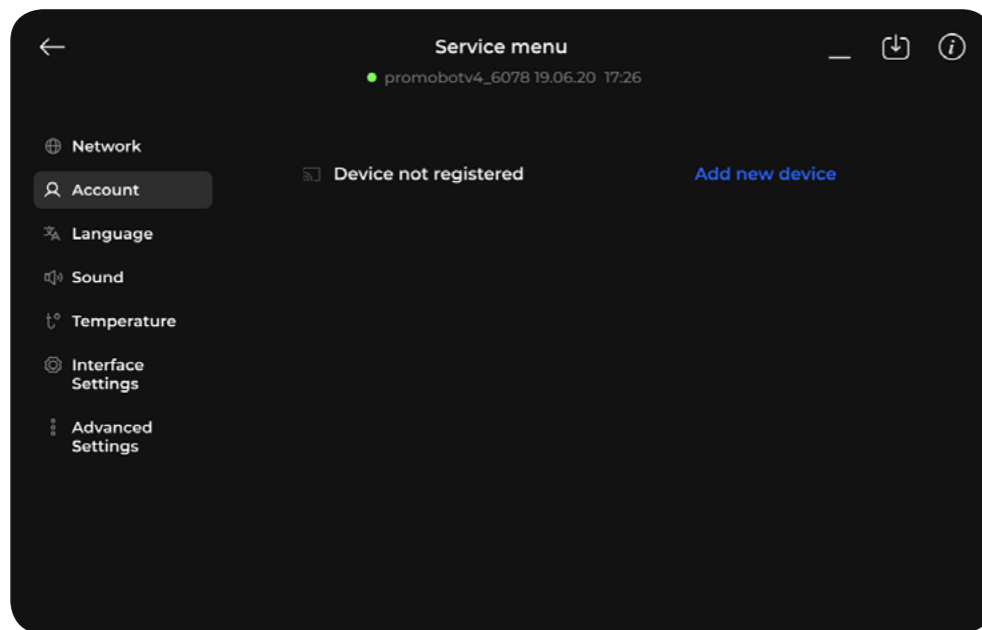 Service menu
promobotv4_6078 19.06.20 17:26
Network
Account
Language
Sound
t° Temperature
Interface
Settings
Advanced
Settings
Device not registered
Add new device